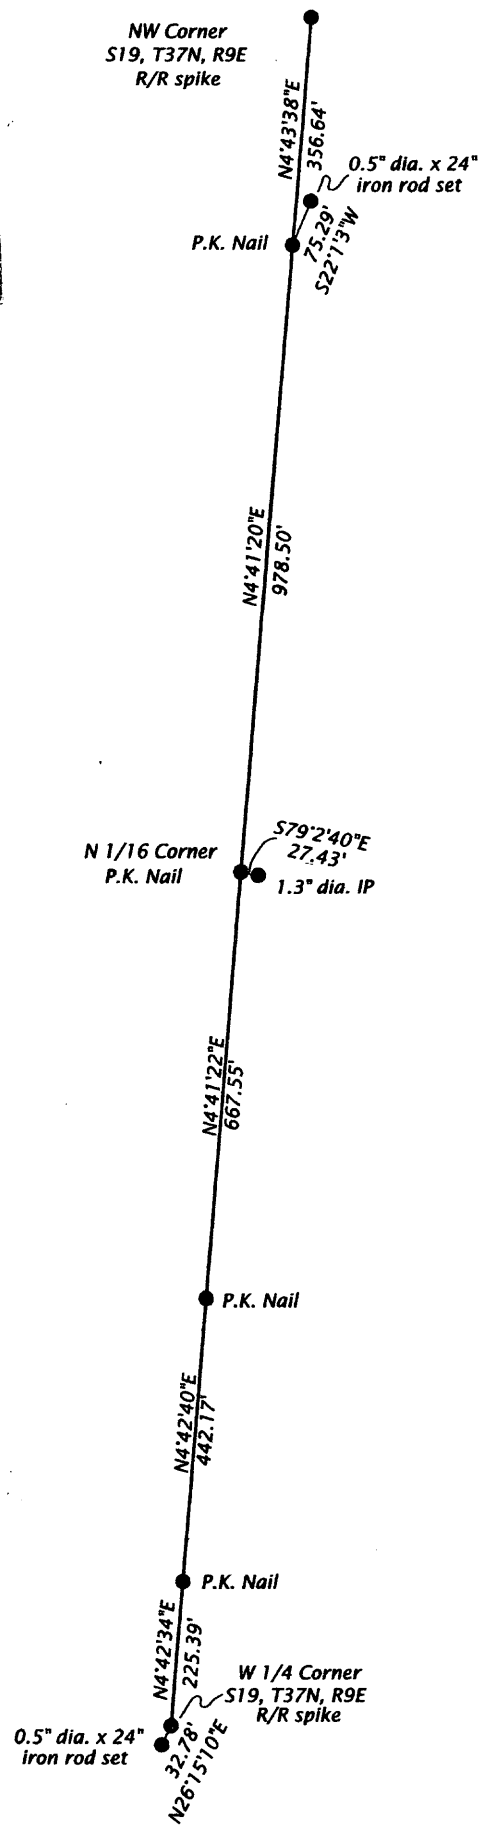 NW Corner
S19, T37N, R9E
R/R spike
N4°43'38"E
356.64'
0.5" dia. x 24"
iron rod set
75.29'
S22°1'3"W
P.K. Nail
N4°41'20"E
978.50'
N 1/16 Corner
P.K. Nail
S79°2'40"E
27.43'
1.3" dia. IP
N4°41'22"E
667.55'
P.K. Nail
N4°42'40"E
442.17'
P.K. Nail
N4°42'34"E
225.39'
W 1/4 Corner
S19, T37N, R9E
R/R spike
0.5" dia. x 24"
iron rod set
32.78'
N26°15'10"E